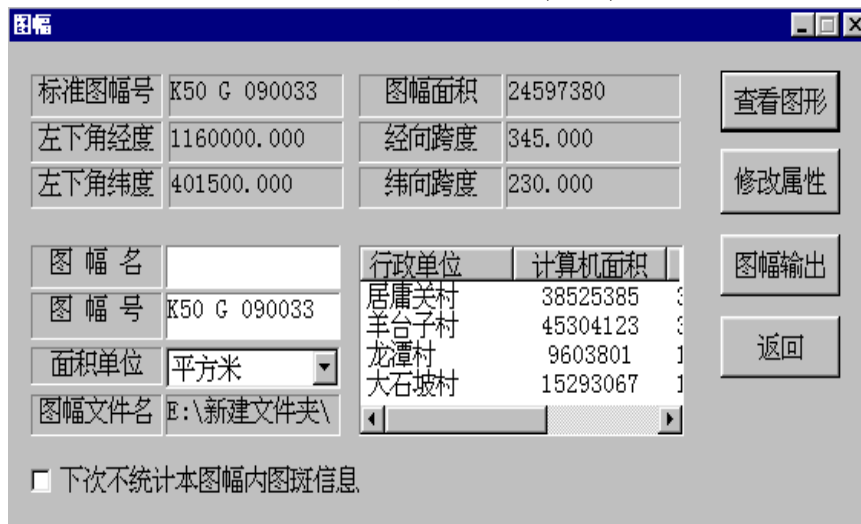 图幅
标准图幅号 K50 G 090033 图幅面积 24597380 查看图形
左下角经度 1160000.000 经向跨度 345.000
左下角纬度 401500.000 纬向跨度 230.000 修改属性
图 幅 名 行政单位 计算机面积 图幅输出
图 幅 号 K50 G 090033 居庸关村 38525385
羊台子村 45304123
面积单位 平方米 龙潭村 9603801 返回
大石坡村 15293067
图幅文件名 E:\新建文件夹\
下次不统计本图幅内图斑信息